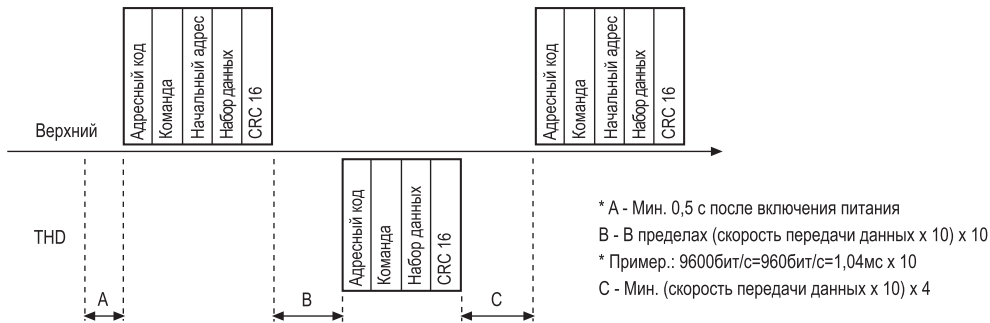 Адресный код
Команда
Начальный адрес
Набор данных
CRC 16
Адресный код
Команда
Начальный адрес
Набор данных
CRC 16
Верхний
THD
Адресный код
Команда
Набор данных
CRC 16
A
B
C
* A - Мин. 0,5 с после включения питания
B - В пределах (скорость передачи данных x 10) x 10
* Пример.: 9600бит/с=960бит/с=1,04мс x 10
C - Мин. (скорость передачи данных x 10) x 4